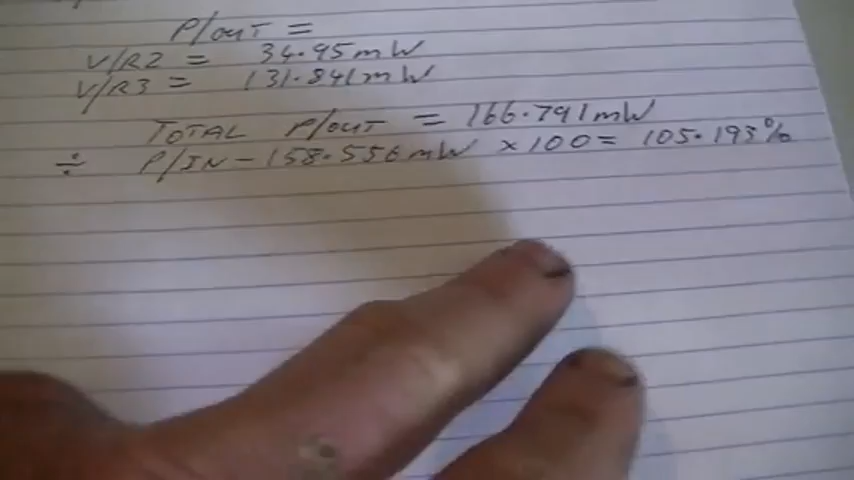 P/OUT =
V/R2 = 34.95mW
V/R3 = 131.841mW
TOTAL P/OUT = 166.791mW
÷ P/IN - 158.556mW × 100 = 105.193%